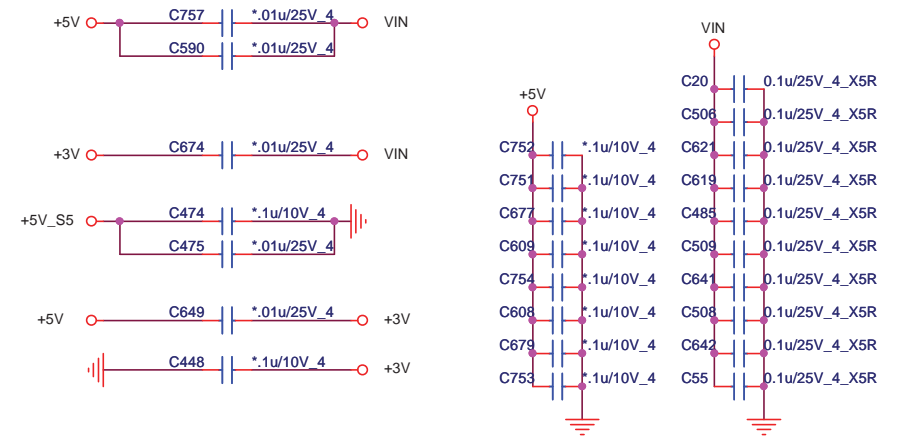 +5V C757 *.01u/25V_4 VIN
C590 *.01u/25V_4
+3V C674 *.01u/25V_4 VIN
+5V_S5 C474 *.1u/10V_4
C475 *.01u/25V_4
+5V C649 *.01u/25V_4 +3V
C448 *.1u/10V_4 +3V
+5V
C752 *.1u/10V_4
C751 *.1u/10V_4
C677 *.1u/10V_4
C609 *.1u/10V_4
C754 *.1u/10V_4
C608 *.1u/10V_4
C679 *.1u/10V_4
C753 *.1u/10V_4
VIN
C20 0.1u/25V_4_X5R
C506 0.1u/25V_4_X5R
C621 0.1u/25V_4_X5R
C619 0.1u/25V_4_X5R
C485 0.1u/25V_4_X5R
C509 0.1u/25V_4_X5R
C641 0.1u/25V_4_X5R
C508 0.1u/25V_4_X5R
C642 0.1u/25V_4_X5R
C55 0.1u/25V_4_X5R